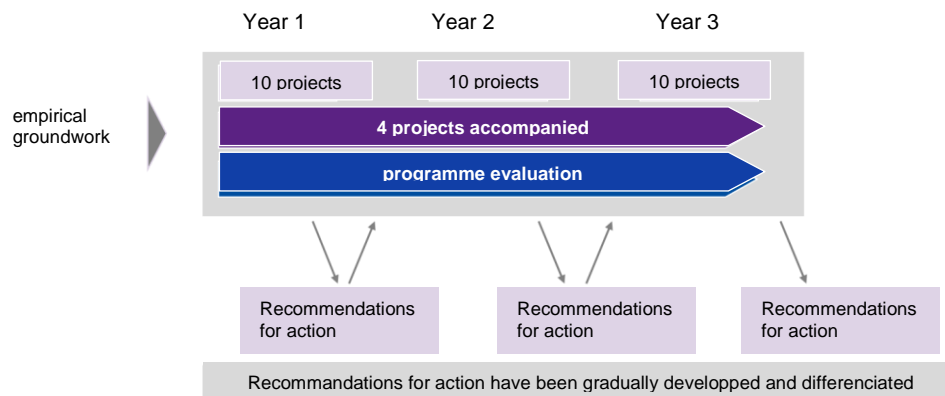 Year 1 Year 2 Year 3
10 projects 10 projects 10 projects
empirical
groundwork
4 projects accompanied
programme evaluation
Recommendations
for action
Recommendations
for action
Recommendations
for action
Recommandations for action have been gradually developped and differenciated